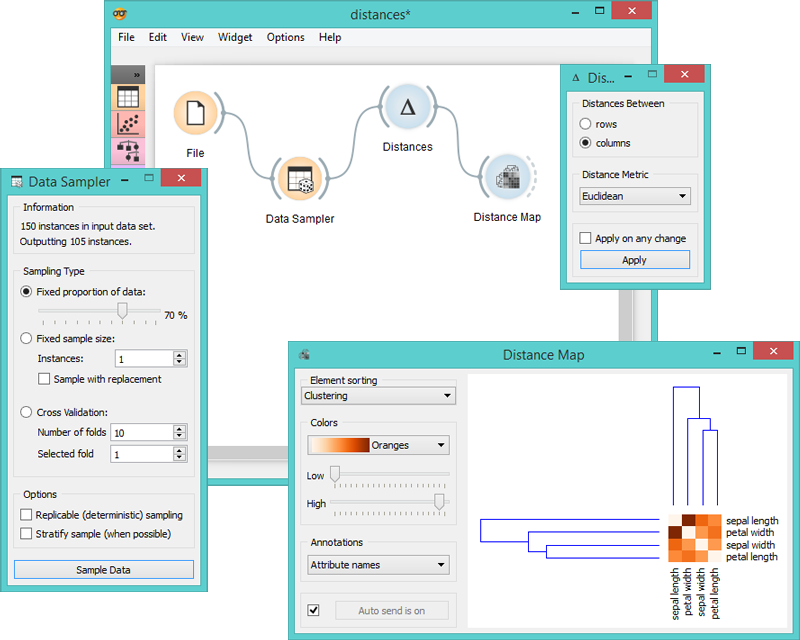 distances*
File Edit View Widget Options Help
»
File
Data Sampler
Δ
Distances
Distance Map
Δ Dis...
Distances Between
rows
columns
Distance Metric
Euclidean
Apply on any change
Apply
Data Sampler
Information
150 instances in input data set.
Outputting 105 instances.
Sampling Type
Fixed proportion of data:
70 %
Fixed sample size:
Instances: 1
Sample with replacement
Cross Validation:
Number of folds 10
Selected fold 1
Options
Replicable (deterministic) sampling
Stratify sample (when possible)
Sample Data
Distance Map
Element sorting
Clustering
Colors
Oranges
Low
High
Annotations
Attribute names
Auto send is on
sepal length
petal width
sepal width
petal length
sepal length
petal width
sepal width
petal length